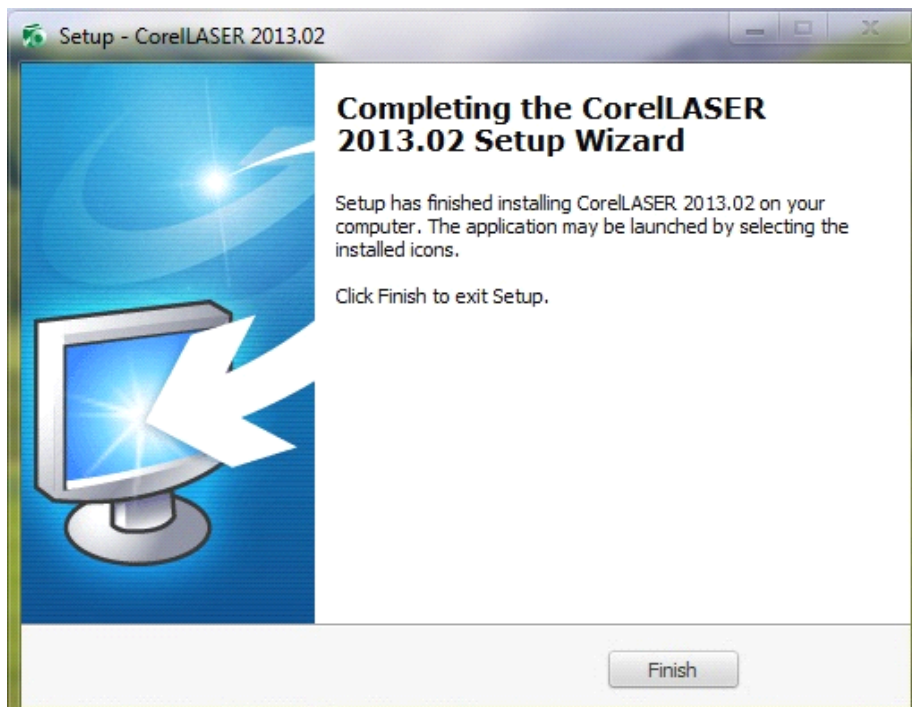 Setup - CorelLASER 2013.02
Completing the CorelLASER
2013.02 Setup Wizard
Setup has finished installing CorelLASER 2013.02 on your
computer. The application may be launched by selecting the
installed icons.
Click Finish to exit Setup.
Finish